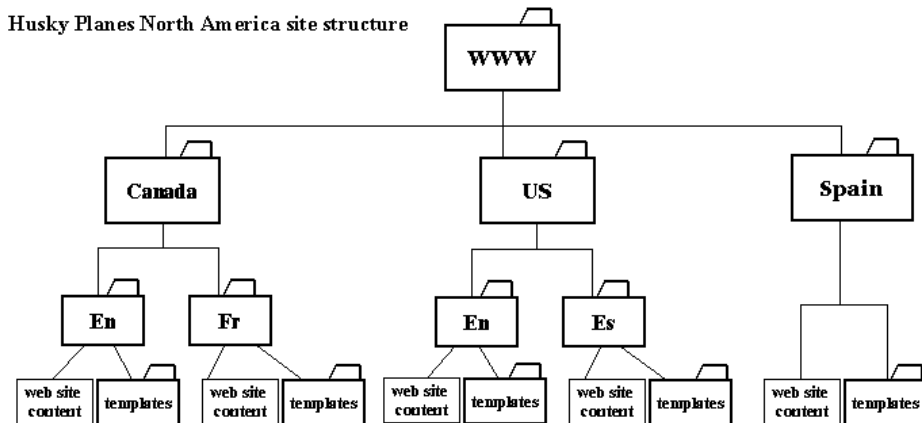 Husky Planes North America site structure
WWW
Canada
US
Spain
En
Fr
En
Es
web site
content
templates
web site
content
templates
web site
content
templates
web site
content
templates
web site
content
templates